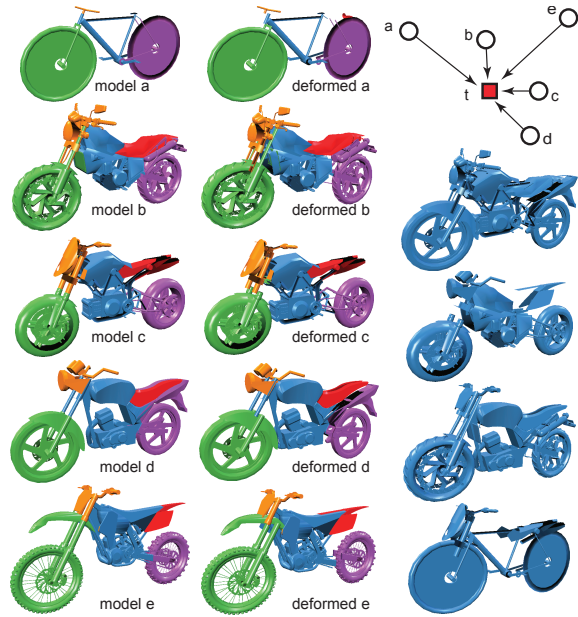 model a
deformed a
a
b
e
t
c
d
model b
deformed b
model c
deformed c
model d
deformed d
model e
deformed e